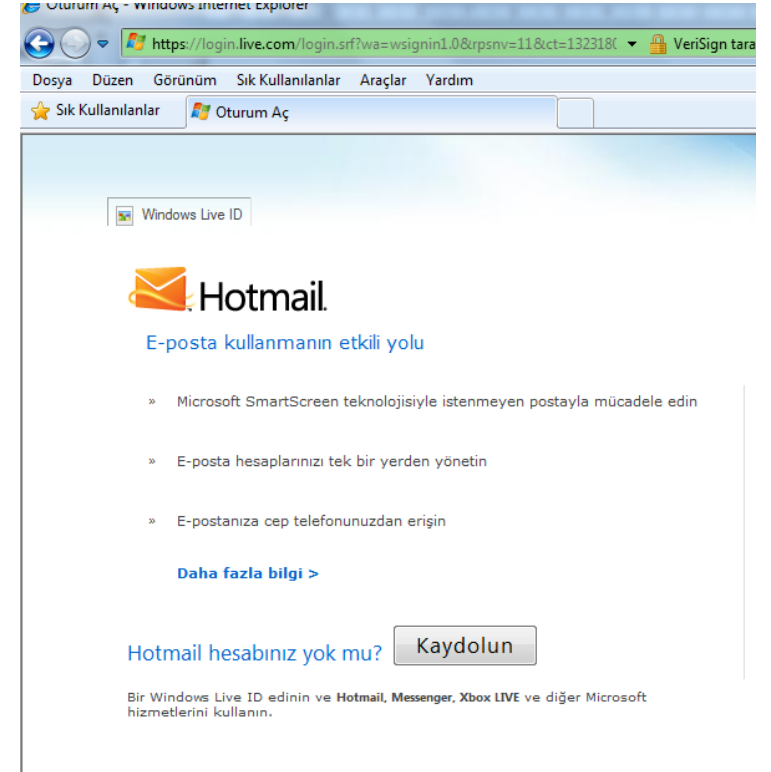 Oturum Aç - Windows Internet Explorer
https://login.live.com/login.srf?wa=wsignin1.0&rpsnv=11&ct=132318( VeriSign tara
Dosya Düzen Görünüm Sık Kullanılanlar Araçlar Yardım
Sık Kullanılanlar Oturum Aç
Windows Live ID
Hotmail.
E-posta kullanmanın etkili yolu
» Microsoft SmartScreen teknolojisiyle istenmeyen postayla mücadele edin
» E-posta hesaplarınızı tek bir yerden yönetin
» E-postanıza cep telefonunuzdan erişin
Daha fazla bilgi >
Hotmail hesabınız yok mu? Kaydolun
Bir Windows Live ID edinin ve Hotmail, Messenger, Xbox LIVE ve diğer Microsoft
hizmetlerini kullanın.